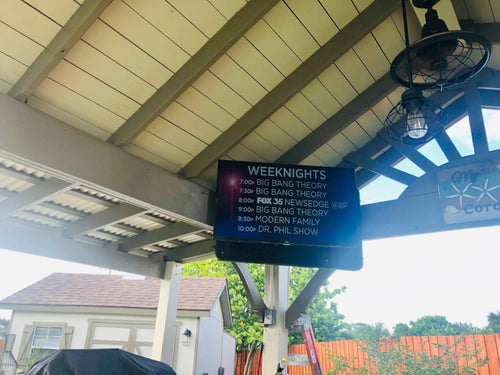 WEEKNIGHTS
7:00P BIG BANG THEORY
7:30P BIG BANG THEORY
8:00P FOX 35 NEWSEDGE @8P
9:00P BIG BANG THEORY
9:30P MODERN FAMILY
10:00P DR. PHIL SHOW